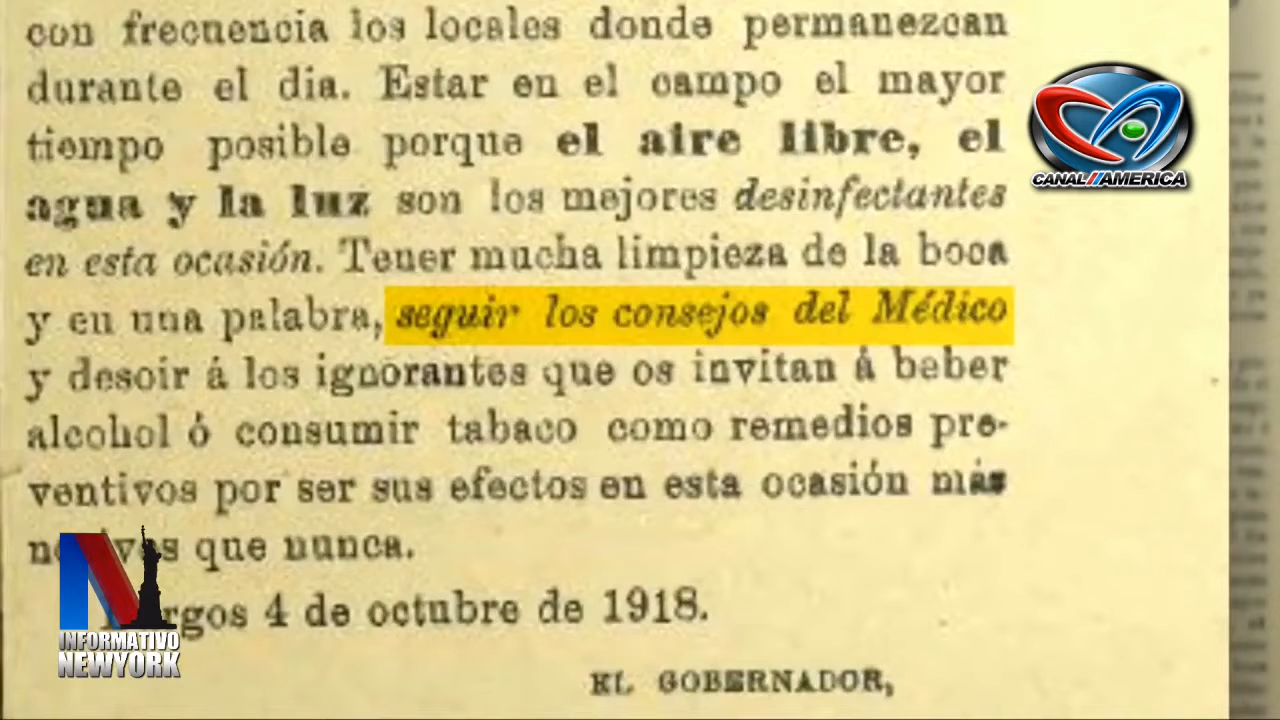 con frecuencia los locales donde permanezcan
durante el dia. Estar en el campo el mayor
tiempo posible porque el aire libre, el
agua y la luz son los mejores desinfectantes
en esta ocasión. Tener mucha limpieza de la boca
y en una palabra, seguir los consejos del Médico
y desoir á los ignorantes que os invitan á beber
alcohol ó consumir tabaco como remedios pre-
ventivos por ser sus efectos en esta ocasión más
que nunca.
4 de octubre de 1918.
EL GOBERNADOR,
CANAL//AMERICA
INFORMATIVO
NEWYORK